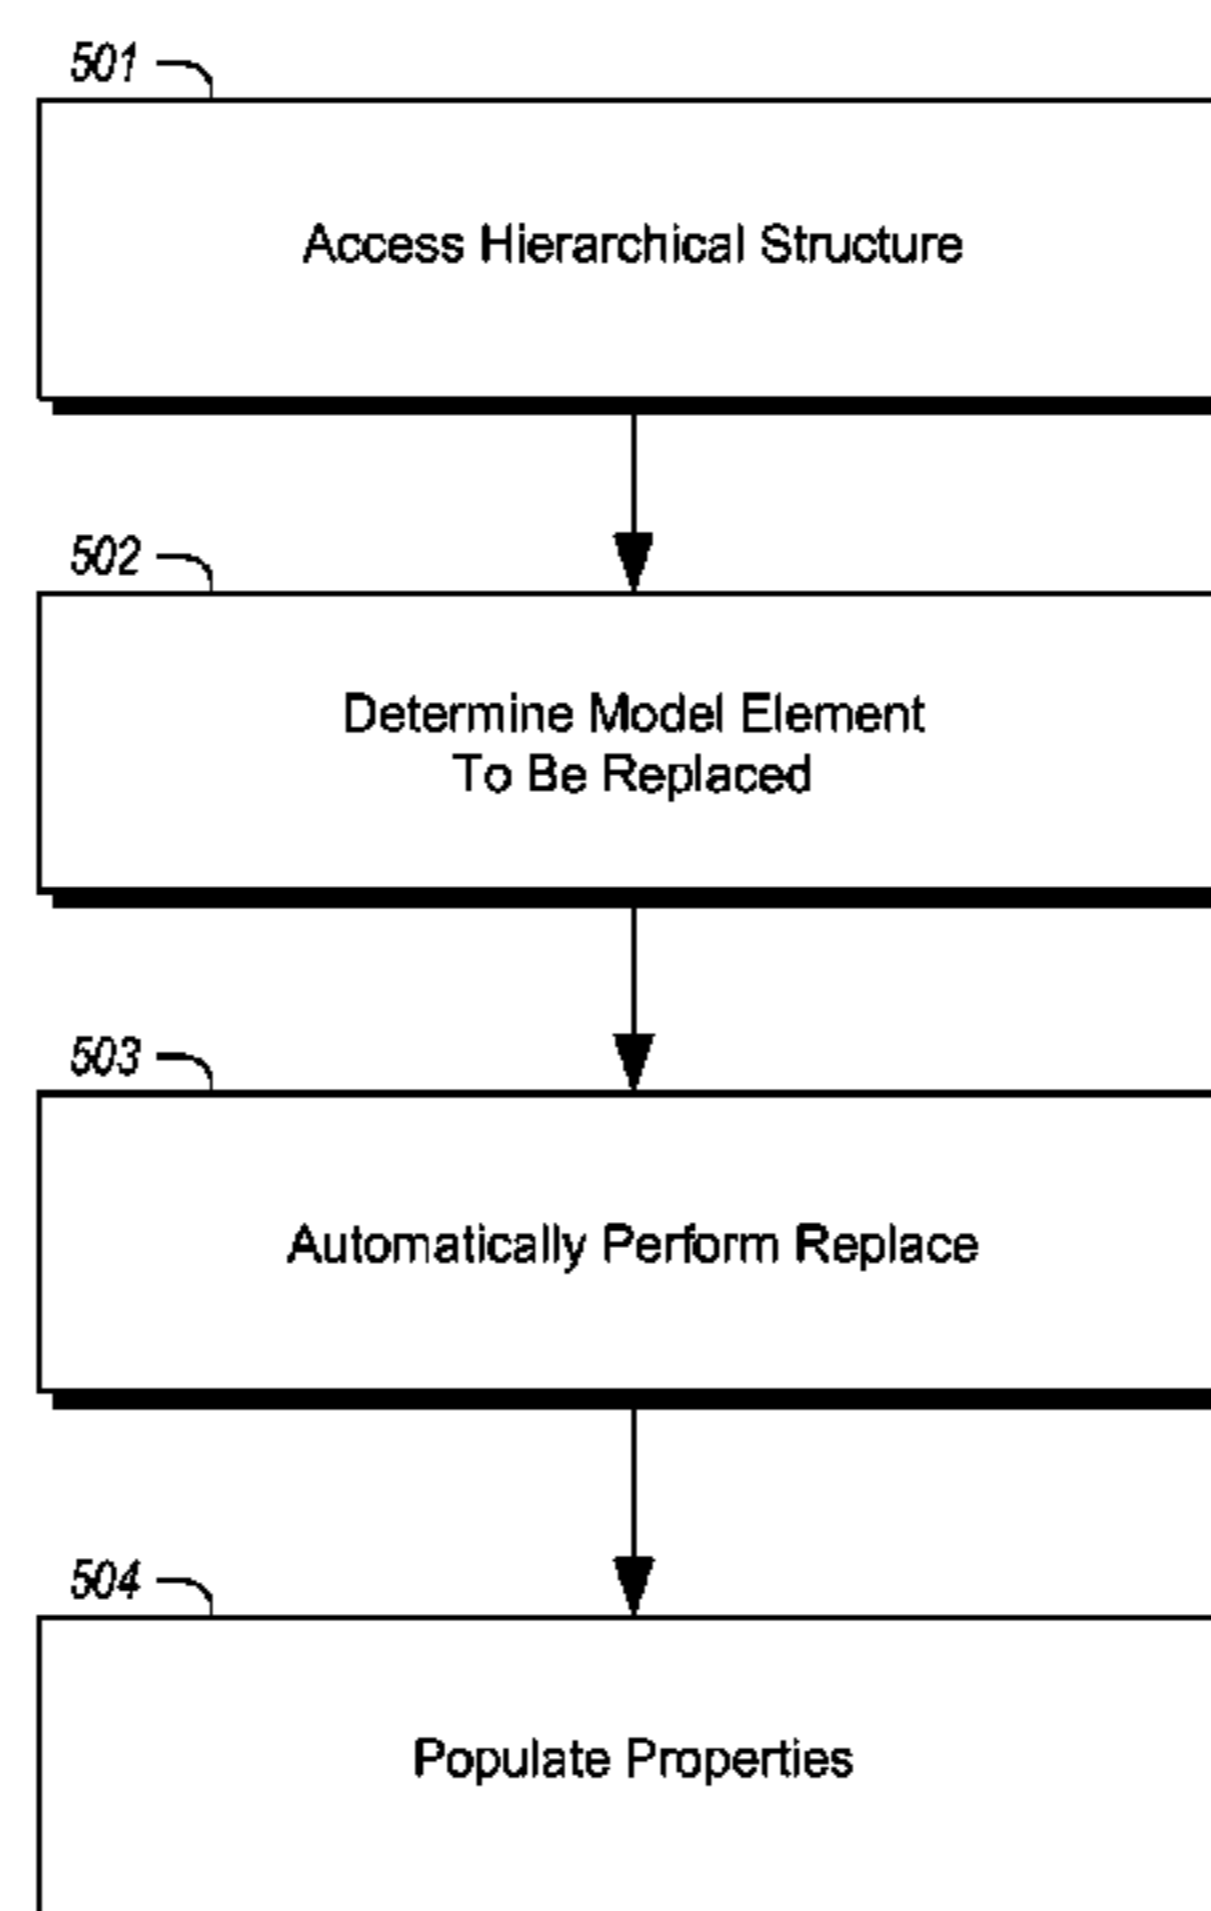 501
Access Hierarchical Structure
502
Determine Model Element
To Be Replaced
503
Automatically Perform Replace
504
Populate Properties